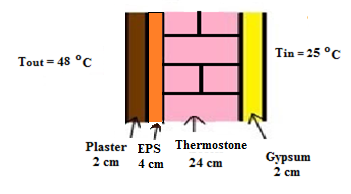 Tout = 48 °C
Tin = 25 °C
Plaster
2 cm
EPS
4 cm
Thermostone
24 cm
Gypsum
2 cm